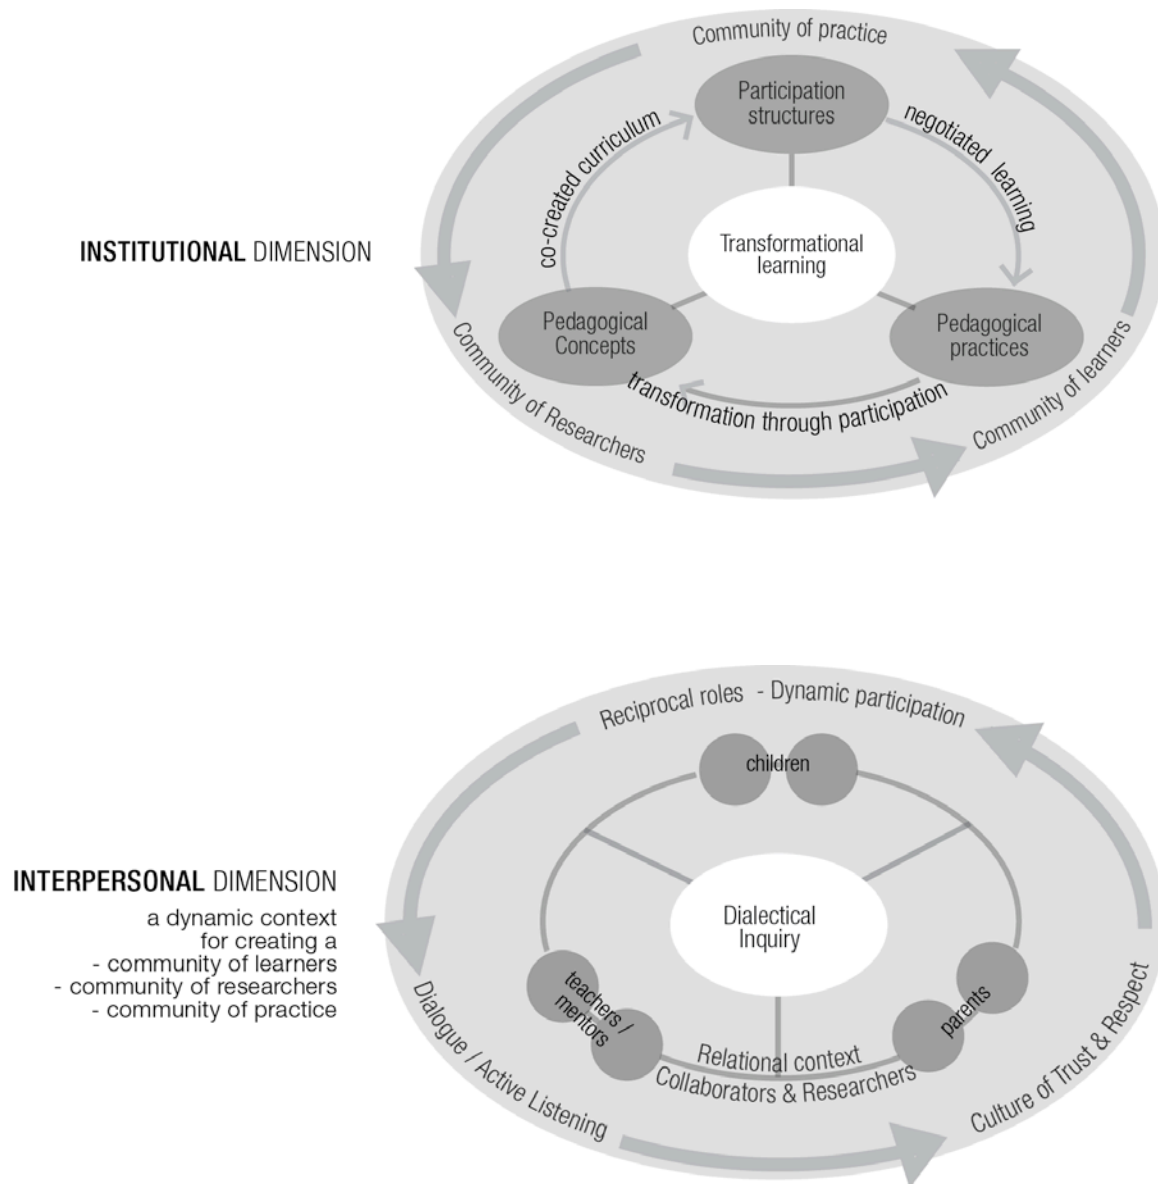 Community of practice
Participation
structures
negotiated learning
co-created curriculum
INSTITUTIONAL DIMENSION
Transformational
learning
Pedagogical
Concepts
Pedagogical
practices
transformation through participation
Community of Researchers
Community of learners
Reciprocal roles - Dynamic participation
children
INTERPERSONAL DIMENSION
a dynamic context
for creating a
- community of learners
- community of researchers
- community of practice
Dialectical
Inquiry
teachers /
mentors
parents
Relational context
Collaborators & Researchers
Dialogue / Active Listening
Culture of Trust & Respect